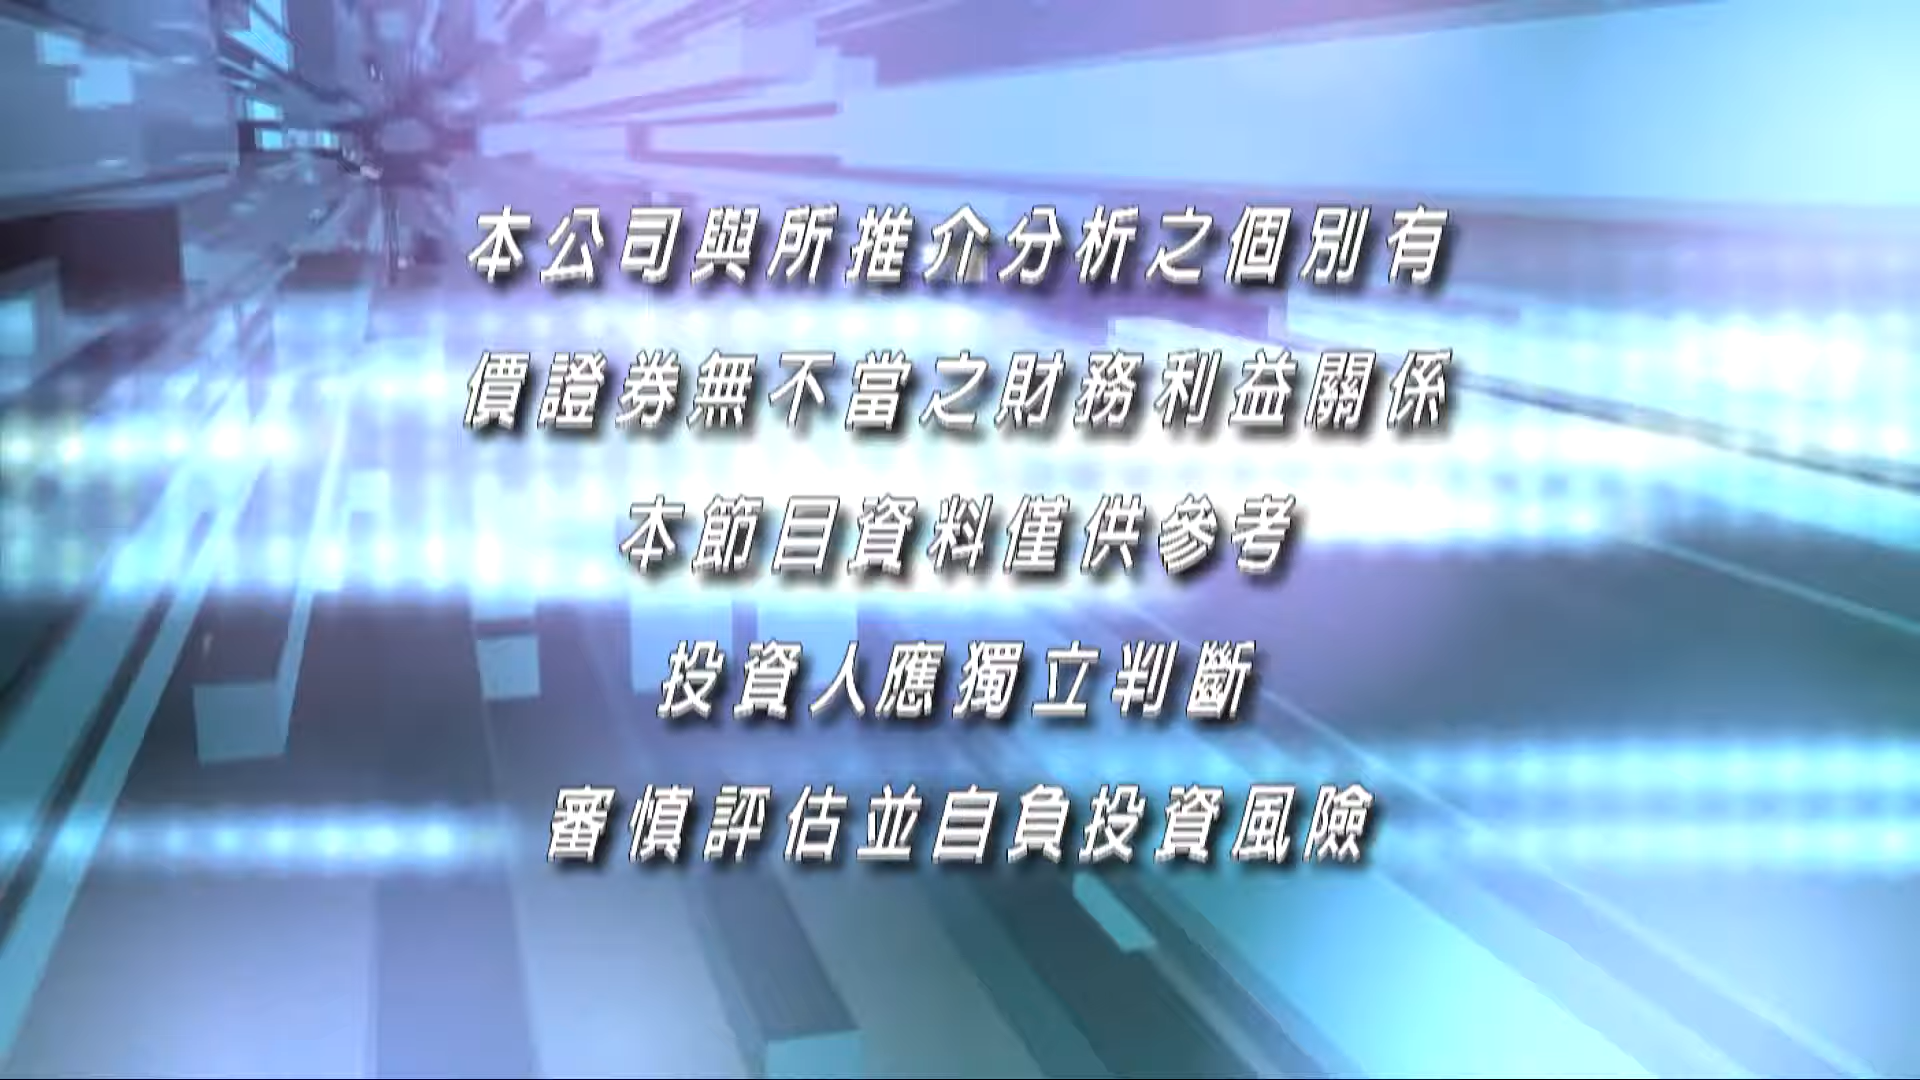 本公司與所推介分析之個別有
價證券無不當之財務利益關係
本節目資料僅供參考
投資人應獨立判斷
審慎評估並自負投資風險